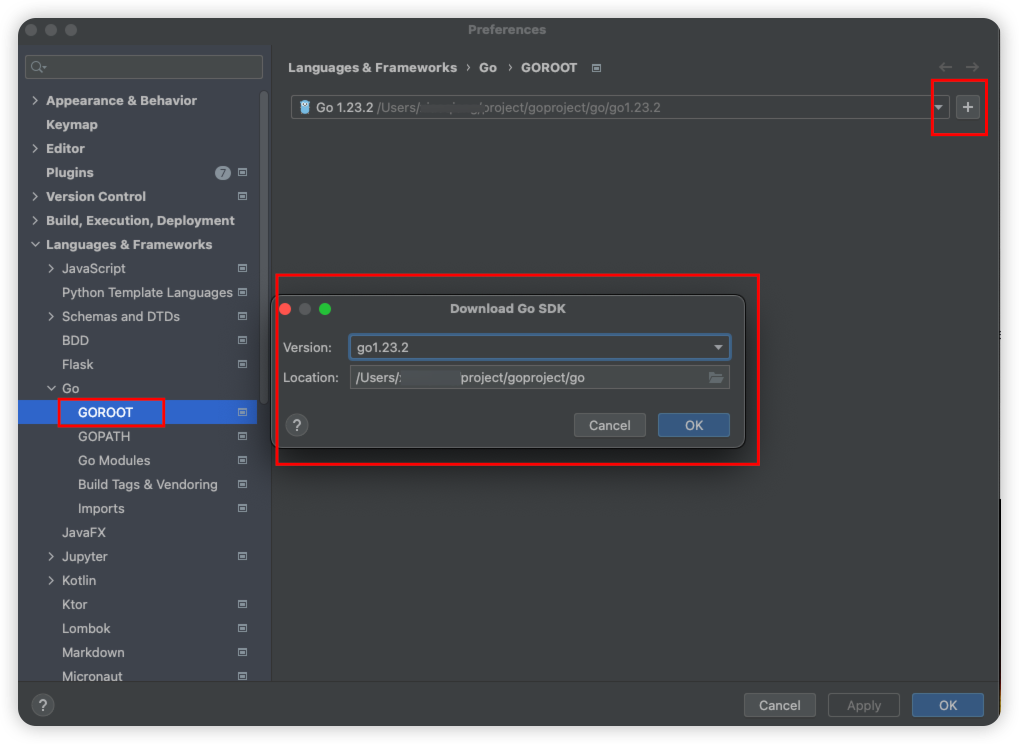 Preferences
Languages & Frameworks › Go › GOROOT
Appearance & Behavior
Keymap
Editor
Plugins 7
Version Control
Build, Execution, Deployment
Languages & Frameworks
JavaScript
Python Template Languages
Schemas and DTDs
BDD
Flask
Go
GOROOT
GOPATH
Go Modules
Build Tags & Vendoring
Imports
JavaFX
Jupyter
Kotlin
Ktor
Lombok
Markdown
Micronaut
?
Go 1.23.2 /Users/ project/goproject/go/go1.23.2
+
Download Go SDK
Version: go1.23.2
Location: /Users/ project/goproject/go
? Cancel OK
Cancel Apply OK